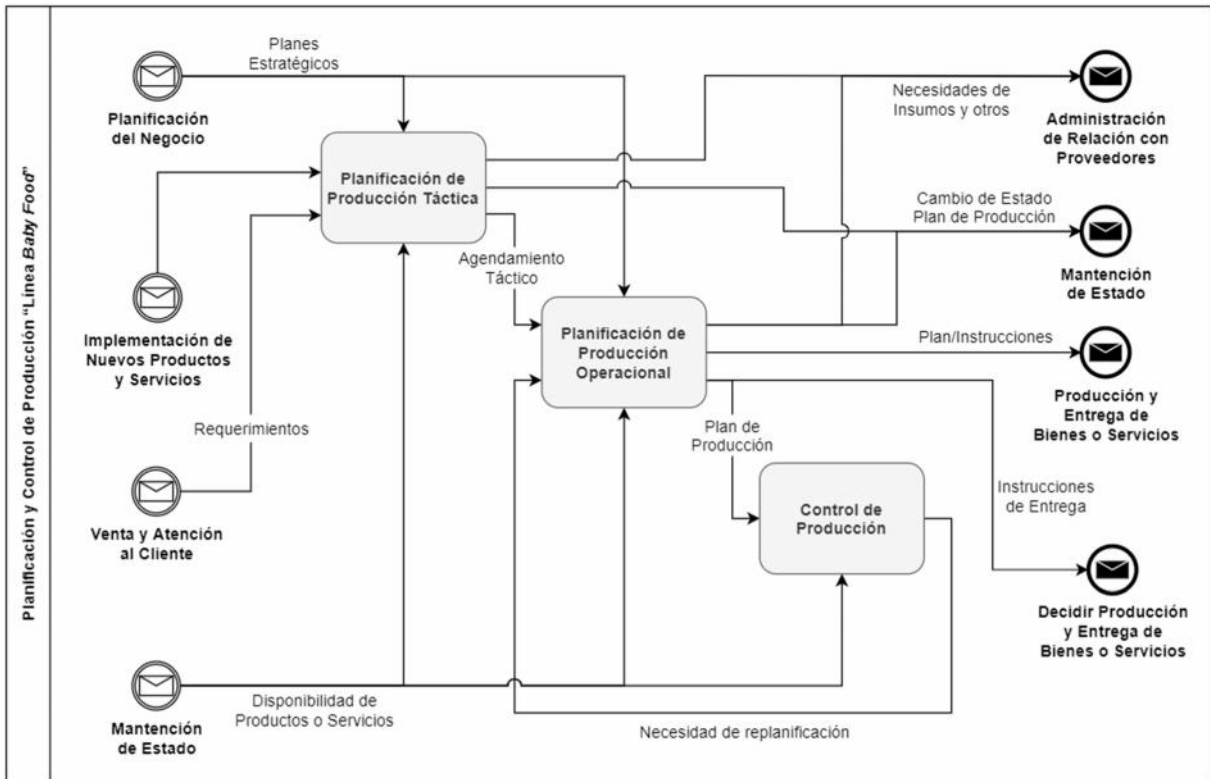 Planificación y Control de Producción "Línea Baby Food"
Planes
Estratégicos
Planificación
del Negocio
Planificación de
Producción Táctica
Necesidades de
Insumos y otros
Administración
de Relación con
Proveedores
Cambio de Estado
Plan de Producción
Mantención
de Estado
Agendamiento
Táctico
Implementación de
Nuevos Productos
y Servicios
Planificación de
Producción
Operacional
Plan/Instrucciones
Producción y
Entrega de
Bienes o Servicios
Requerimientos
Plan de
Producción
Venta y Atención
al Cliente
Control de
Producción
Instrucciones
de Entrega
Decidir Producción
y Entrega de
Bienes o Servicios
Mantención
de Estado
Disponibilidad de
Productos o Servicios
Necesidad de replanificación